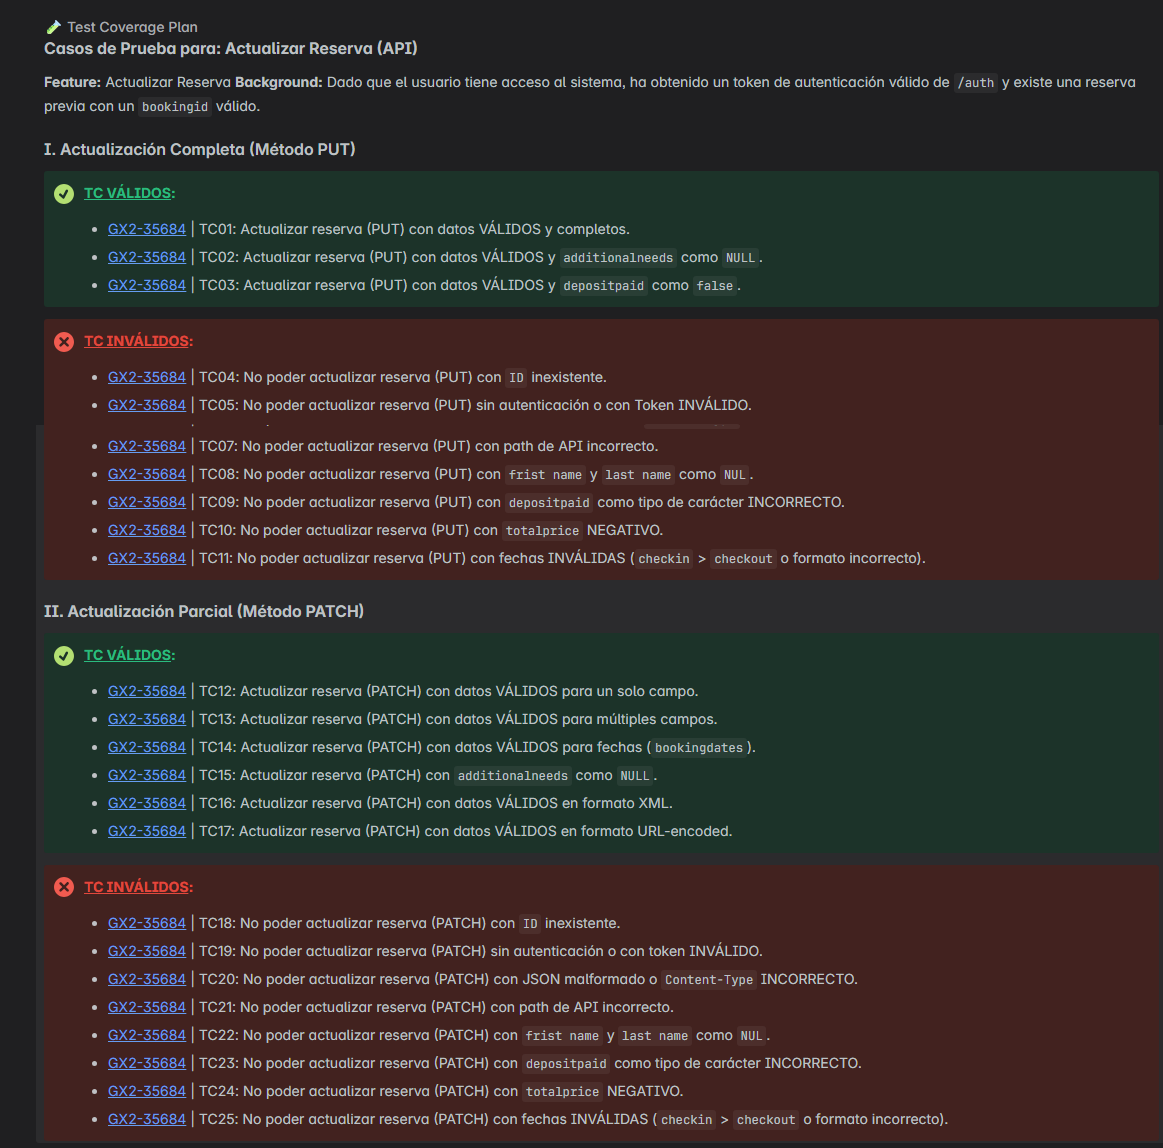 Test Coverage Plan
Casos de Prueba para: Actualizar Reserva (API)
Feature: Actualizar Reserva Background: Dado que el usuario tiene acceso al sistema, ha obtenido un token de autenticación válido de /auth y existe una reserva
previa con un bookingid válido.
I. Actualización Completa (Método PUT)
TC VÁLIDOS:
• GX2-35684 | TC01: Actualizar reserva (PUT) con datos VÁLIDOS y completos.
• GX2-35684 | TC02: Actualizar reserva (PUT) con datos VÁLIDOS y additionalneeds como NULL.
• GX2-35684 | TC03: Actualizar reserva (PUT) con datos VÁLIDOS y depositpaid como false.
TC INVÁLIDOS:
• GX2-35684 | TC04: No poder actualizar reserva (PUT) con ID inexistente.
• GX2-35684 | TC05: No poder actualizar reserva (PUT) sin autenticación o con Token INVÁLIDO.
• GX2-35684 | TC07: No poder actualizar reserva (PUT) con path de API incorrecto.
• GX2-35684 | TC08: No poder actualizar reserva (PUT) con frist name y last name como NUL.
• GX2-35684 | TC09: No poder actualizar reserva (PUT) con depositpaid como tipo de carácter INCORRECTO.
• GX2-35684 | TC10: No poder actualizar reserva (PUT) con totalprice NEGATIVO.
• GX2-35684 | TC11: No poder actualizar reserva (PUT) con fechas INVÁLIDAS (checkin > checkout o formato incorrecto).
II. Actualización Parcial (Método PATCH)
TC VÁLIDOS:
• GX2-35684 | TC12: Actualizar reserva (PATCH) con datos VÁLIDOS para un solo campo.
• GX2-35684 | TC13: Actualizar reserva (PATCH) con datos VÁLIDOS para múltiples campos.
• GX2-35684 | TC14: Actualizar reserva (PATCH) con datos VÁLIDOS para fechas (bookingdates).
• GX2-35684 | TC15: Actualizar reserva (PATCH) con additionalneeds como NULL.
• GX2-35684 | TC16: Actualizar reserva (PATCH) con datos VÁLIDOS en formato XML.
• GX2-35684 | TC17: Actualizar reserva (PATCH) con datos VÁLIDOS en formato URL-encoded.
TC INVÁLIDOS:
• GX2-35684 | TC18: No poder actualizar reserva (PATCH) con ID inexistente.
• GX2-35684 | TC19: No poder actualizar reserva (PATCH) sin autenticación o con token INVÁLIDO.
• GX2-35684 | TC20: No poder actualizar reserva (PATCH) con JSON malformado o Content-Type INCORRECTO.
• GX2-35684 | TC21: No poder actualizar reserva (PATCH) con path de API incorrecto.
• GX2-35684 | TC22: No poder actualizar reserva (PATCH) con frist name y last name como NUL.
• GX2-35684 | TC23: No poder actualizar reserva (PATCH) con depositpaid como tipo de carácter INCORRECTO.
• GX2-35684 | TC24: No poder actualizar reserva (PATCH) con totalprice NEGATIVO.
• GX2-35684 | TC25: No poder actualizar reserva (PATCH) con fechas INVÁLIDAS (checkin > checkout o formato incorrecto).